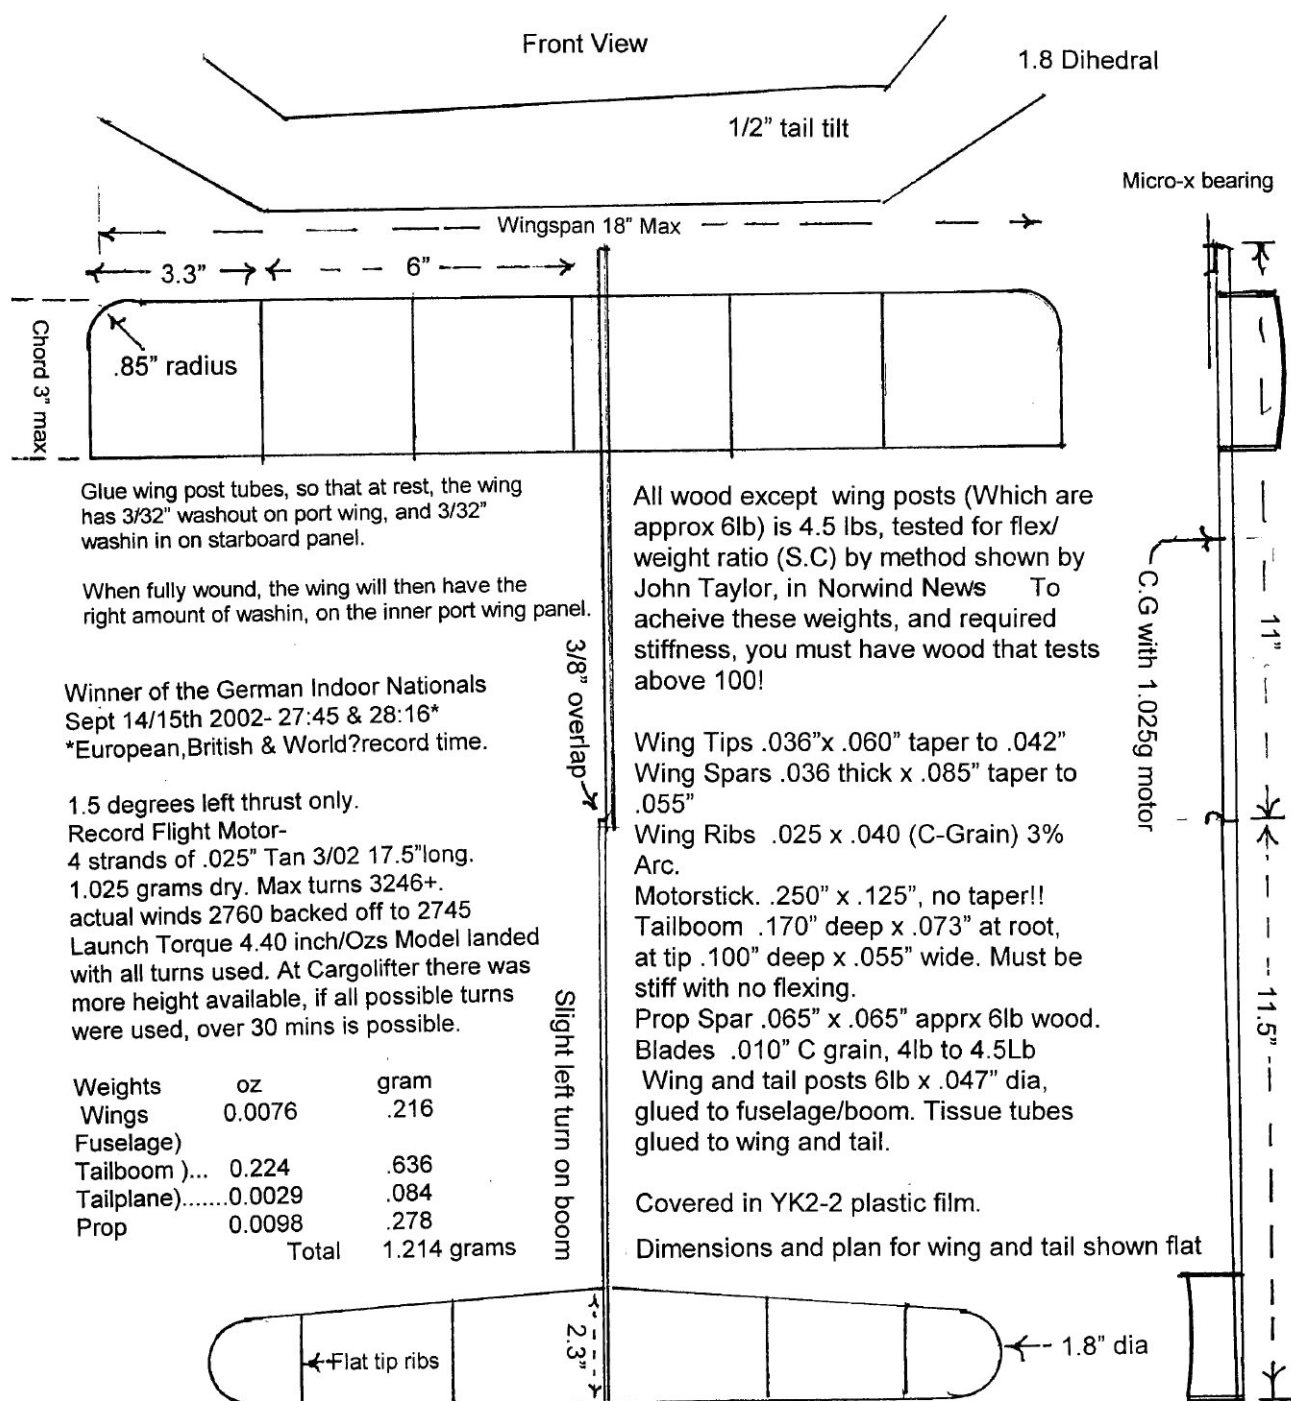 Front View
1.8 Dihedral
1/2” tail tilt
Micro-x bearing
Wingspan 18” Max
3.3”
6”
Chord 3” max
.85” radius
Glue wing post tubes, so that at rest, the wing
has 3/32” washout on port wing, and 3/32”
washin in on starboard panel.
When fully wound, the wing will then have the
right amount of washin, on the inner port wing panel.
Winner of the German Indoor Nationals
Sept 14/15th 2002- 27:45 & 28:16*
*European,British & World?record time.
1.5 degrees left thrust only.
Record Flight Motor-
4 strands of .025” Tan 3/02 17.5”long.
1.025 grams dry. Max turns 3246+.
actual winds 2760 backed off to 2745
Launch Torque 4.40 inch/Ozs Model landed
with all turns used. At Cargolifter there was
more height available, if all possible turns
were used, over 30 mins is possible.
Weights oz gram
Wings 0.0076 .216
Fuselage)
Tailboom )... 0.224 .636
Tailplane).......0.0029 .084
Prop 0.0098 .278
Total 1.214 grams
3/8” overlap
Slight left turn on boom
All wood except wing posts (Which are
approx 6lb) is 4.5 lbs, tested for flex/
weight ratio (S.C) by method shown by
John Taylor, in Norwind News To
acheive these weights, and required
stiffness, you must have wood that tests
above 100!
Wing Tips .036”x .060” taper to .042”
Wing Spars .036 thick x .085” taper to
.055”
Wing Ribs .025 x .040 (C-Grain) 3%
Arc.
Motorstick. .250” x .125”, no taper!!
Tailboom .170” deep x .073” at root,
at tip .100” deep x .055” wide. Must be
stiff with no flexing.
Prop Spar .065” x .065” apprx 6lb wood.
Blades .010” C grain, 4lb to 4.5Lb
Wing and tail posts 6lb x .047” dia,
glued to fuselage/boom. Tissue tubes
glued to wing and tail.
Covered in YK2-2 plastic film.
Dimensions and plan for wing and tail shown flat
C.G with 1.025g motor
11”
11.5”
Flat tip ribs
2.3”
1.8” dia